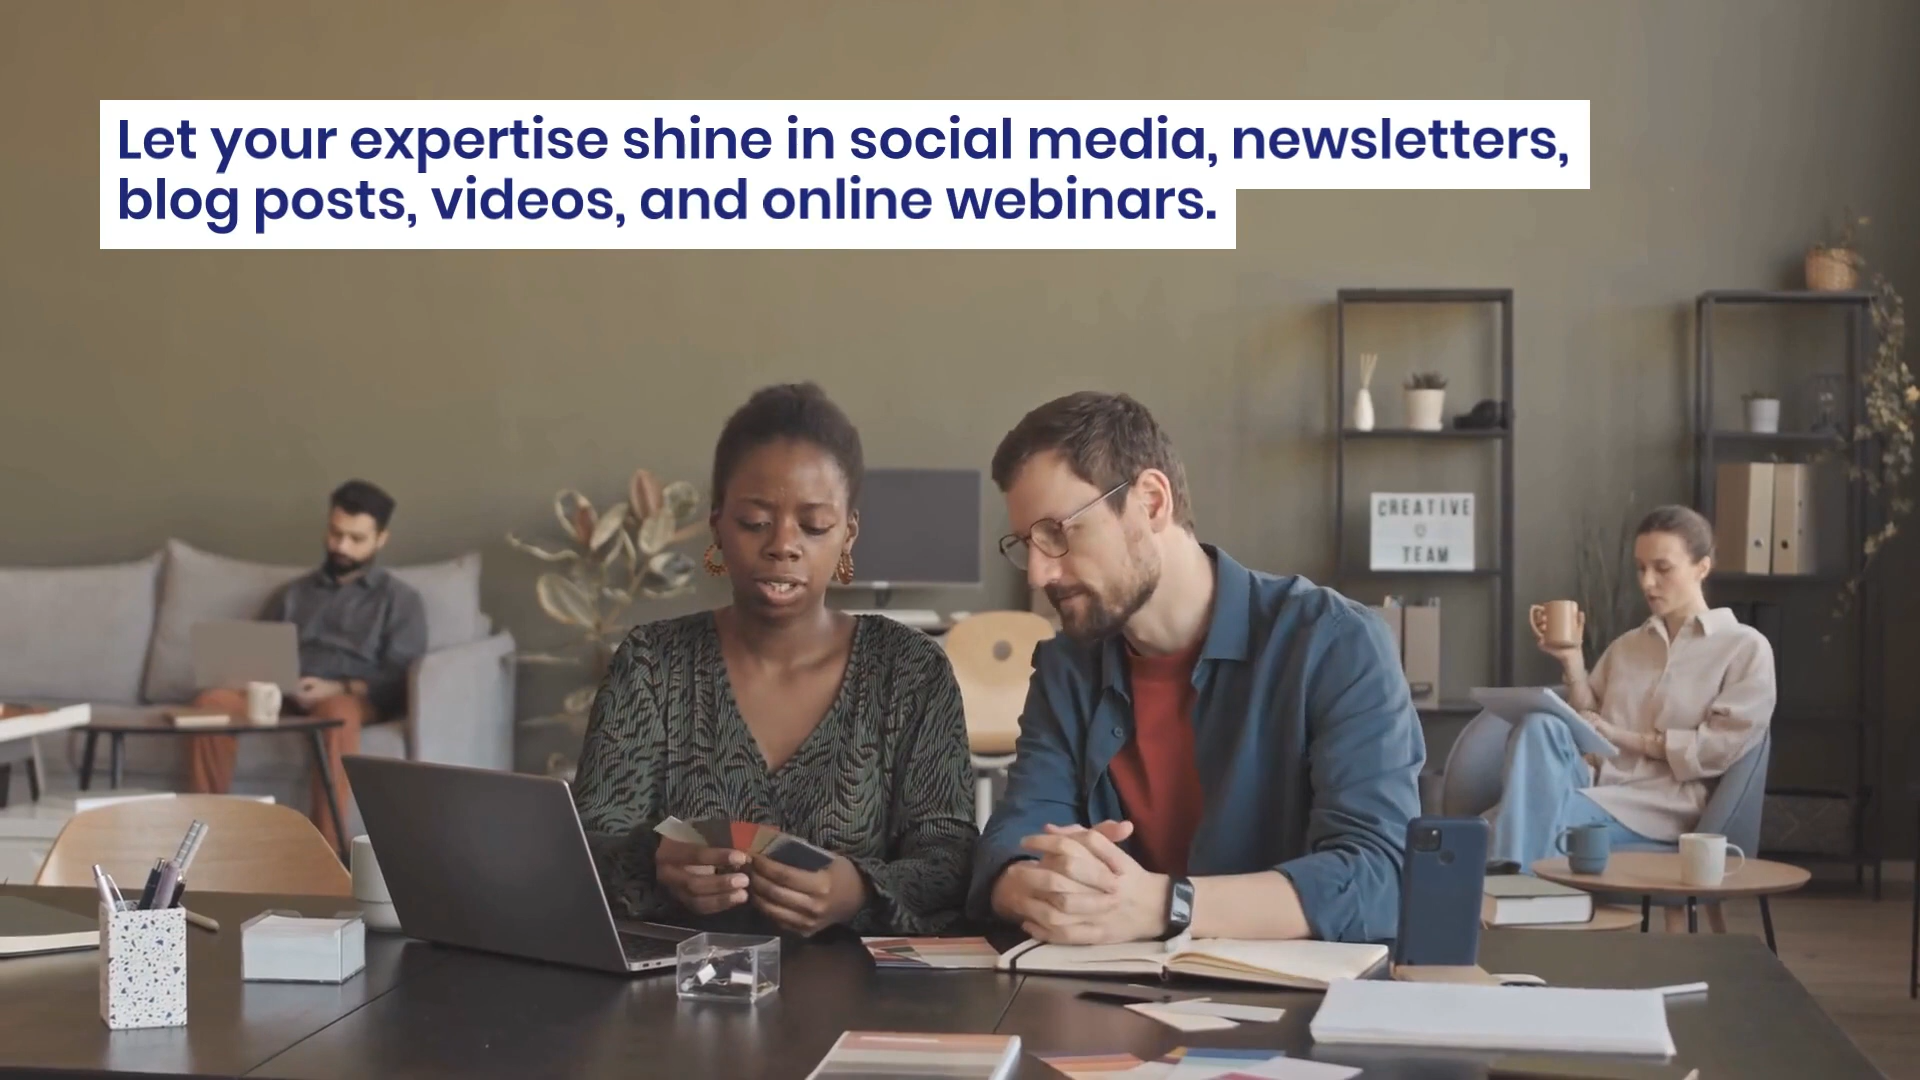 Let your expertise shine in social media, newsletters,
blog posts, videos, and online webinars.
CREATIVE
TEAM